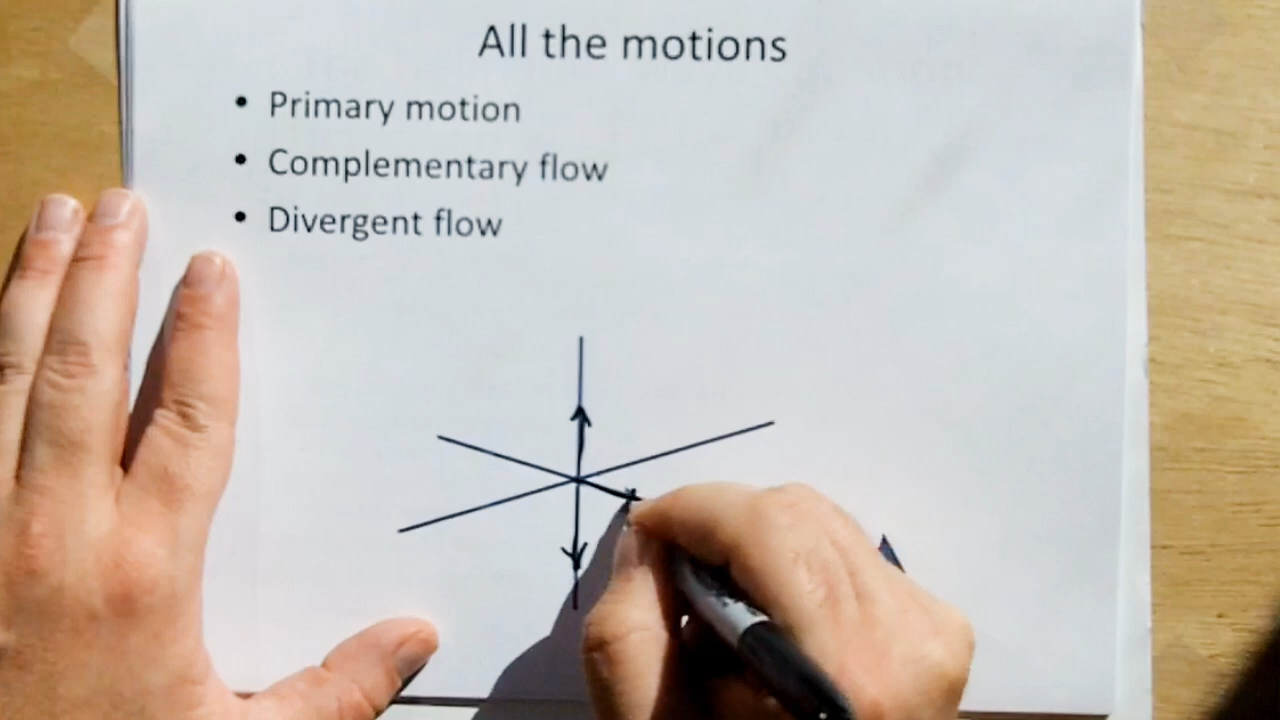 All the motions
• Primary motion
• Complementary flow
• Divergent flow